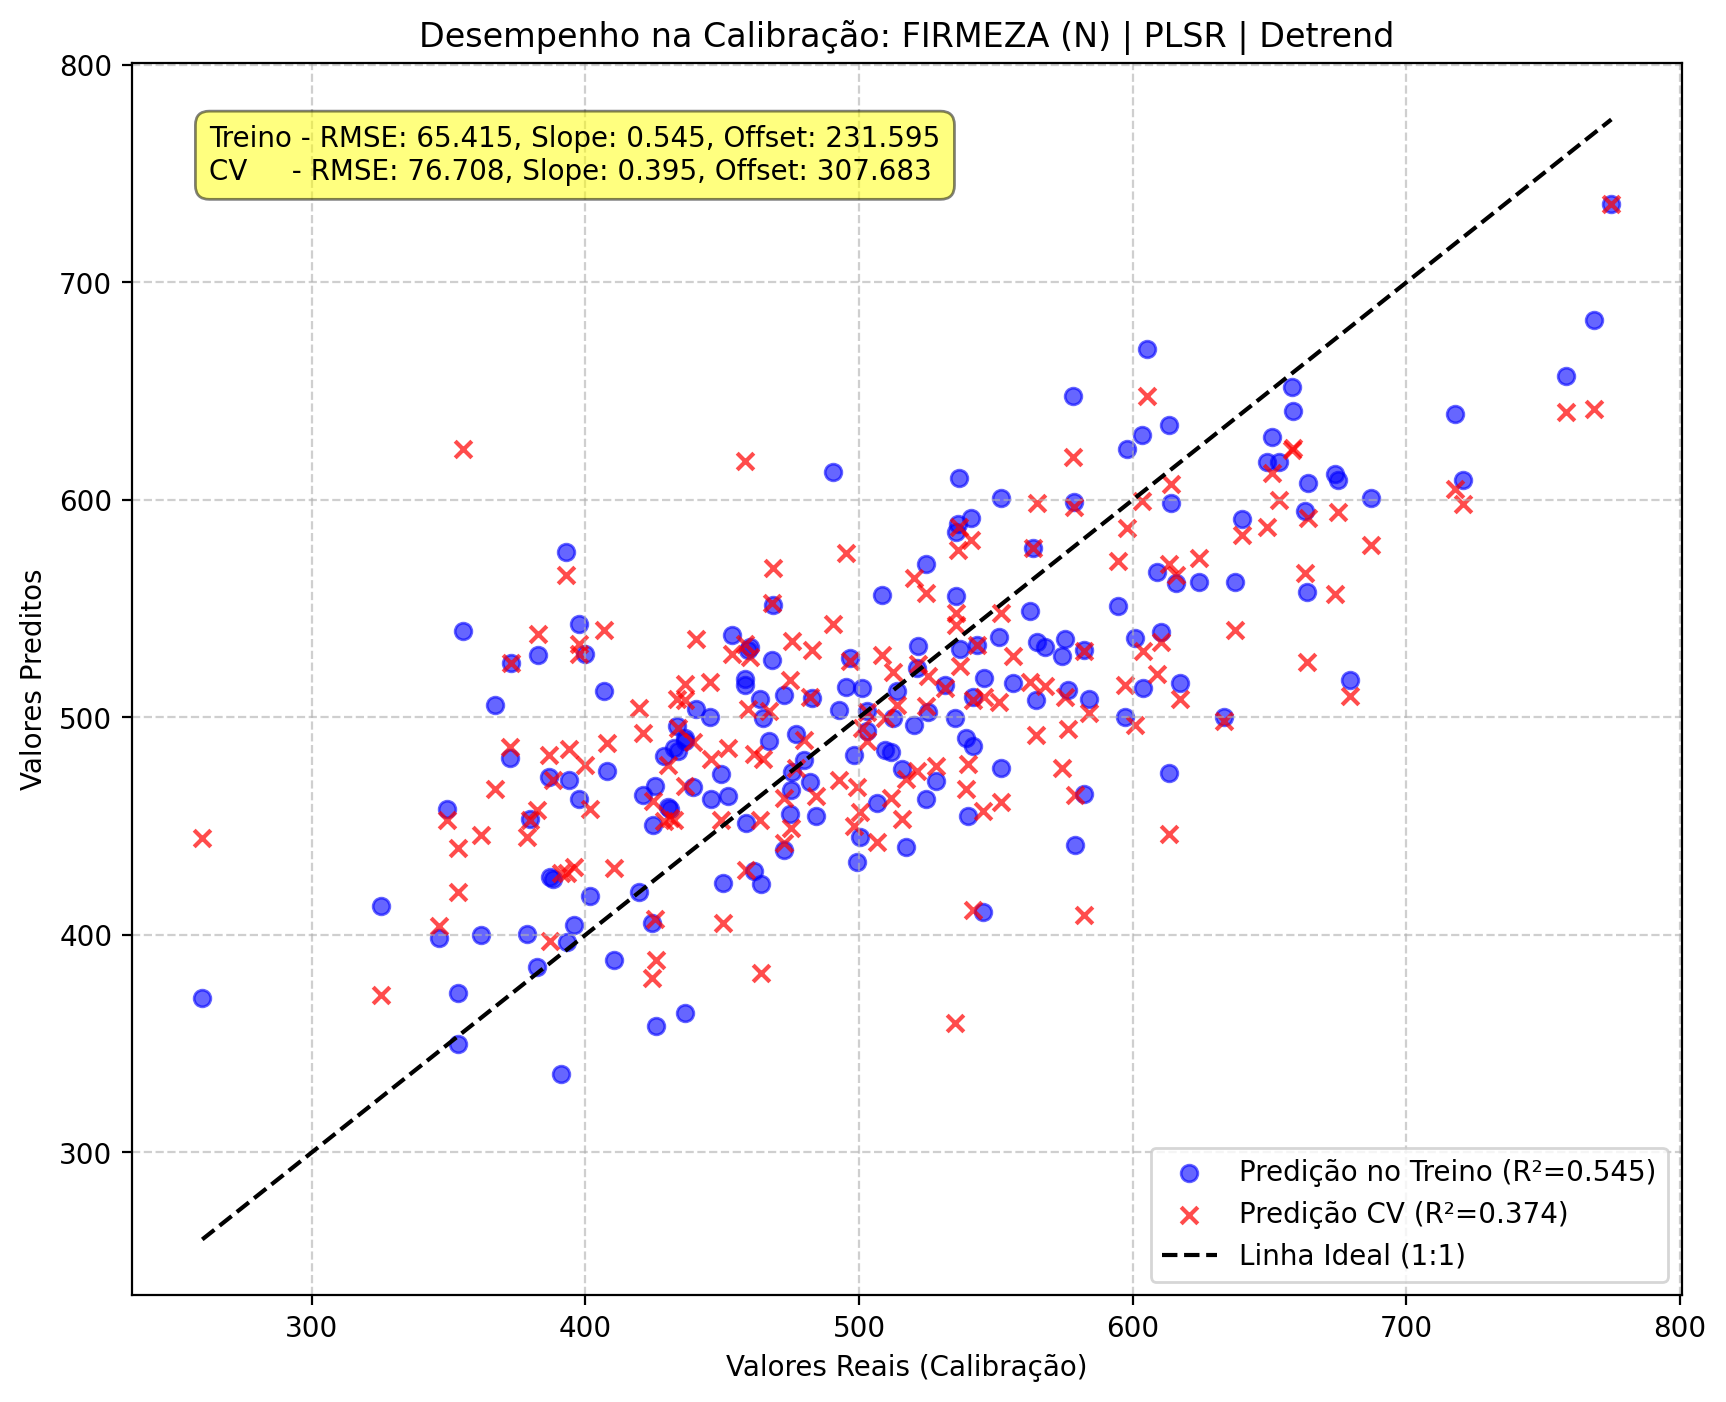 Desempenho na Calibração: FIRMEZA (N) | PLSR | Detrend
Treino - RMSE: 65.415, Slope: 0.545, Offset: 231.595
CV - RMSE: 76.708, Slope: 0.395, Offset: 307.683
Valores Preditos
800
700
600
500
400
300
Predição no Treino (R²=0.545)
Predição CV (R²=0.374)
Linha Ideal (1:1)
300 400 500 600 700 800
Valores Reais (Calibração)